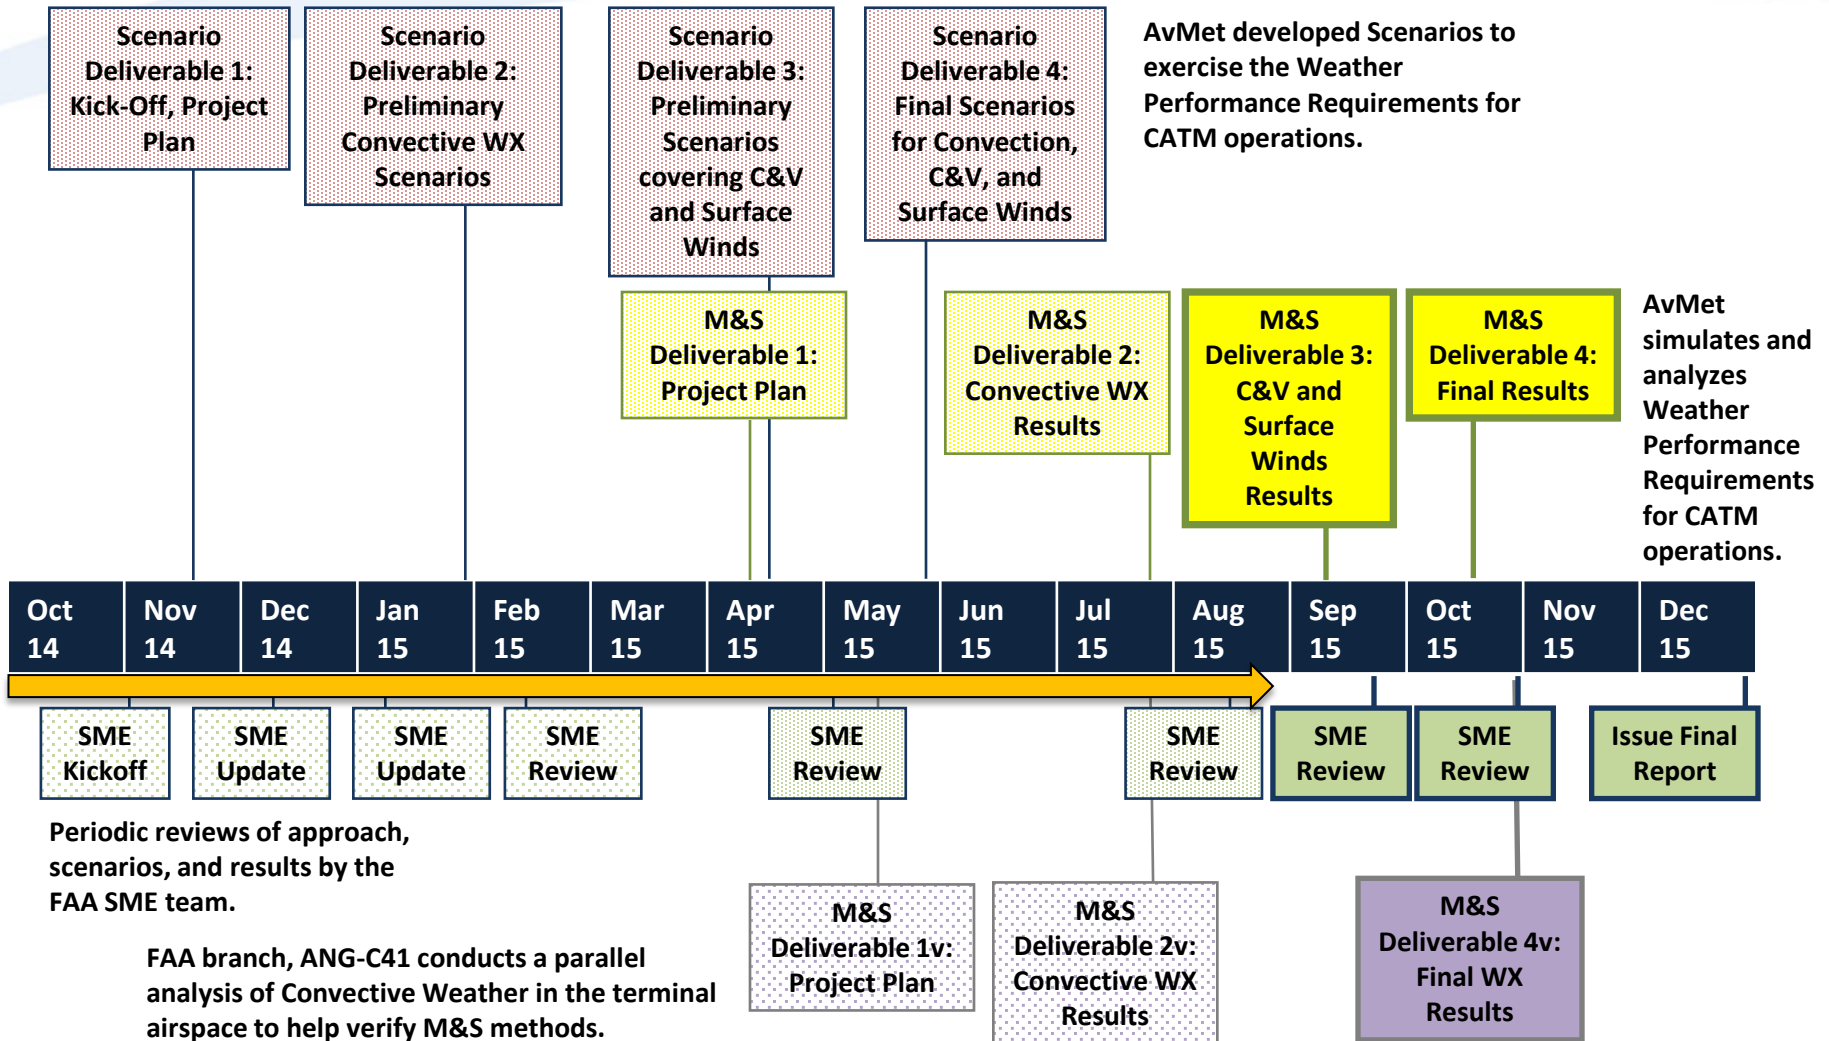 Scenario
Deliverable 1:
Kick-Off, Project
Plan
Scenario
Deliverable 2:
Preliminary
Convective WX
Scenarios
Scenario
Deliverable 3:
Preliminary
Scenarios
covering C&V
and Surface
Winds
Scenario
Deliverable 4:
Final Scenarios
for Convection,
C&V, and
Surface Winds
AvMet developed Scenarios to
exercise the Weather
Performance Requirements for
CATM operations.
M&S
Deliverable 1:
Project Plan
M&S
Deliverable 2:
Convective WX
Results
M&S
Deliverable 3:
C&V and
Surface
Winds
Results
M&S
Deliverable 4:
Final Results
AvMet
simulates and
analyzes
Weather
Performance
Requirements
for CATM
operations.
Oct
14
Nov
14
Dec
14
Jan
15
Feb
15
Mar
15
Apr
15
May
15
Jun
15
Jul
15
Aug
15
Sep
15
Oct
15
Nov
15
Dec
15
SME
Kickoff
SME
Update
SME
Update
SME
Review
SME
Review
SME
Review
SME
Review
SME
Review
Issue Final
Report
Periodic reviews of approach,
scenarios, and results by the
FAA SME team.
FAA branch, ANG-C41 conducts a parallel
analysis of Convective Weather in the terminal
airspace to help verify M&S methods.
M&S
Deliverable 1v:
Project Plan
M&S
Deliverable 2v:
Convective WX
Results
M&S
Deliverable 4v:
Final WX
Results